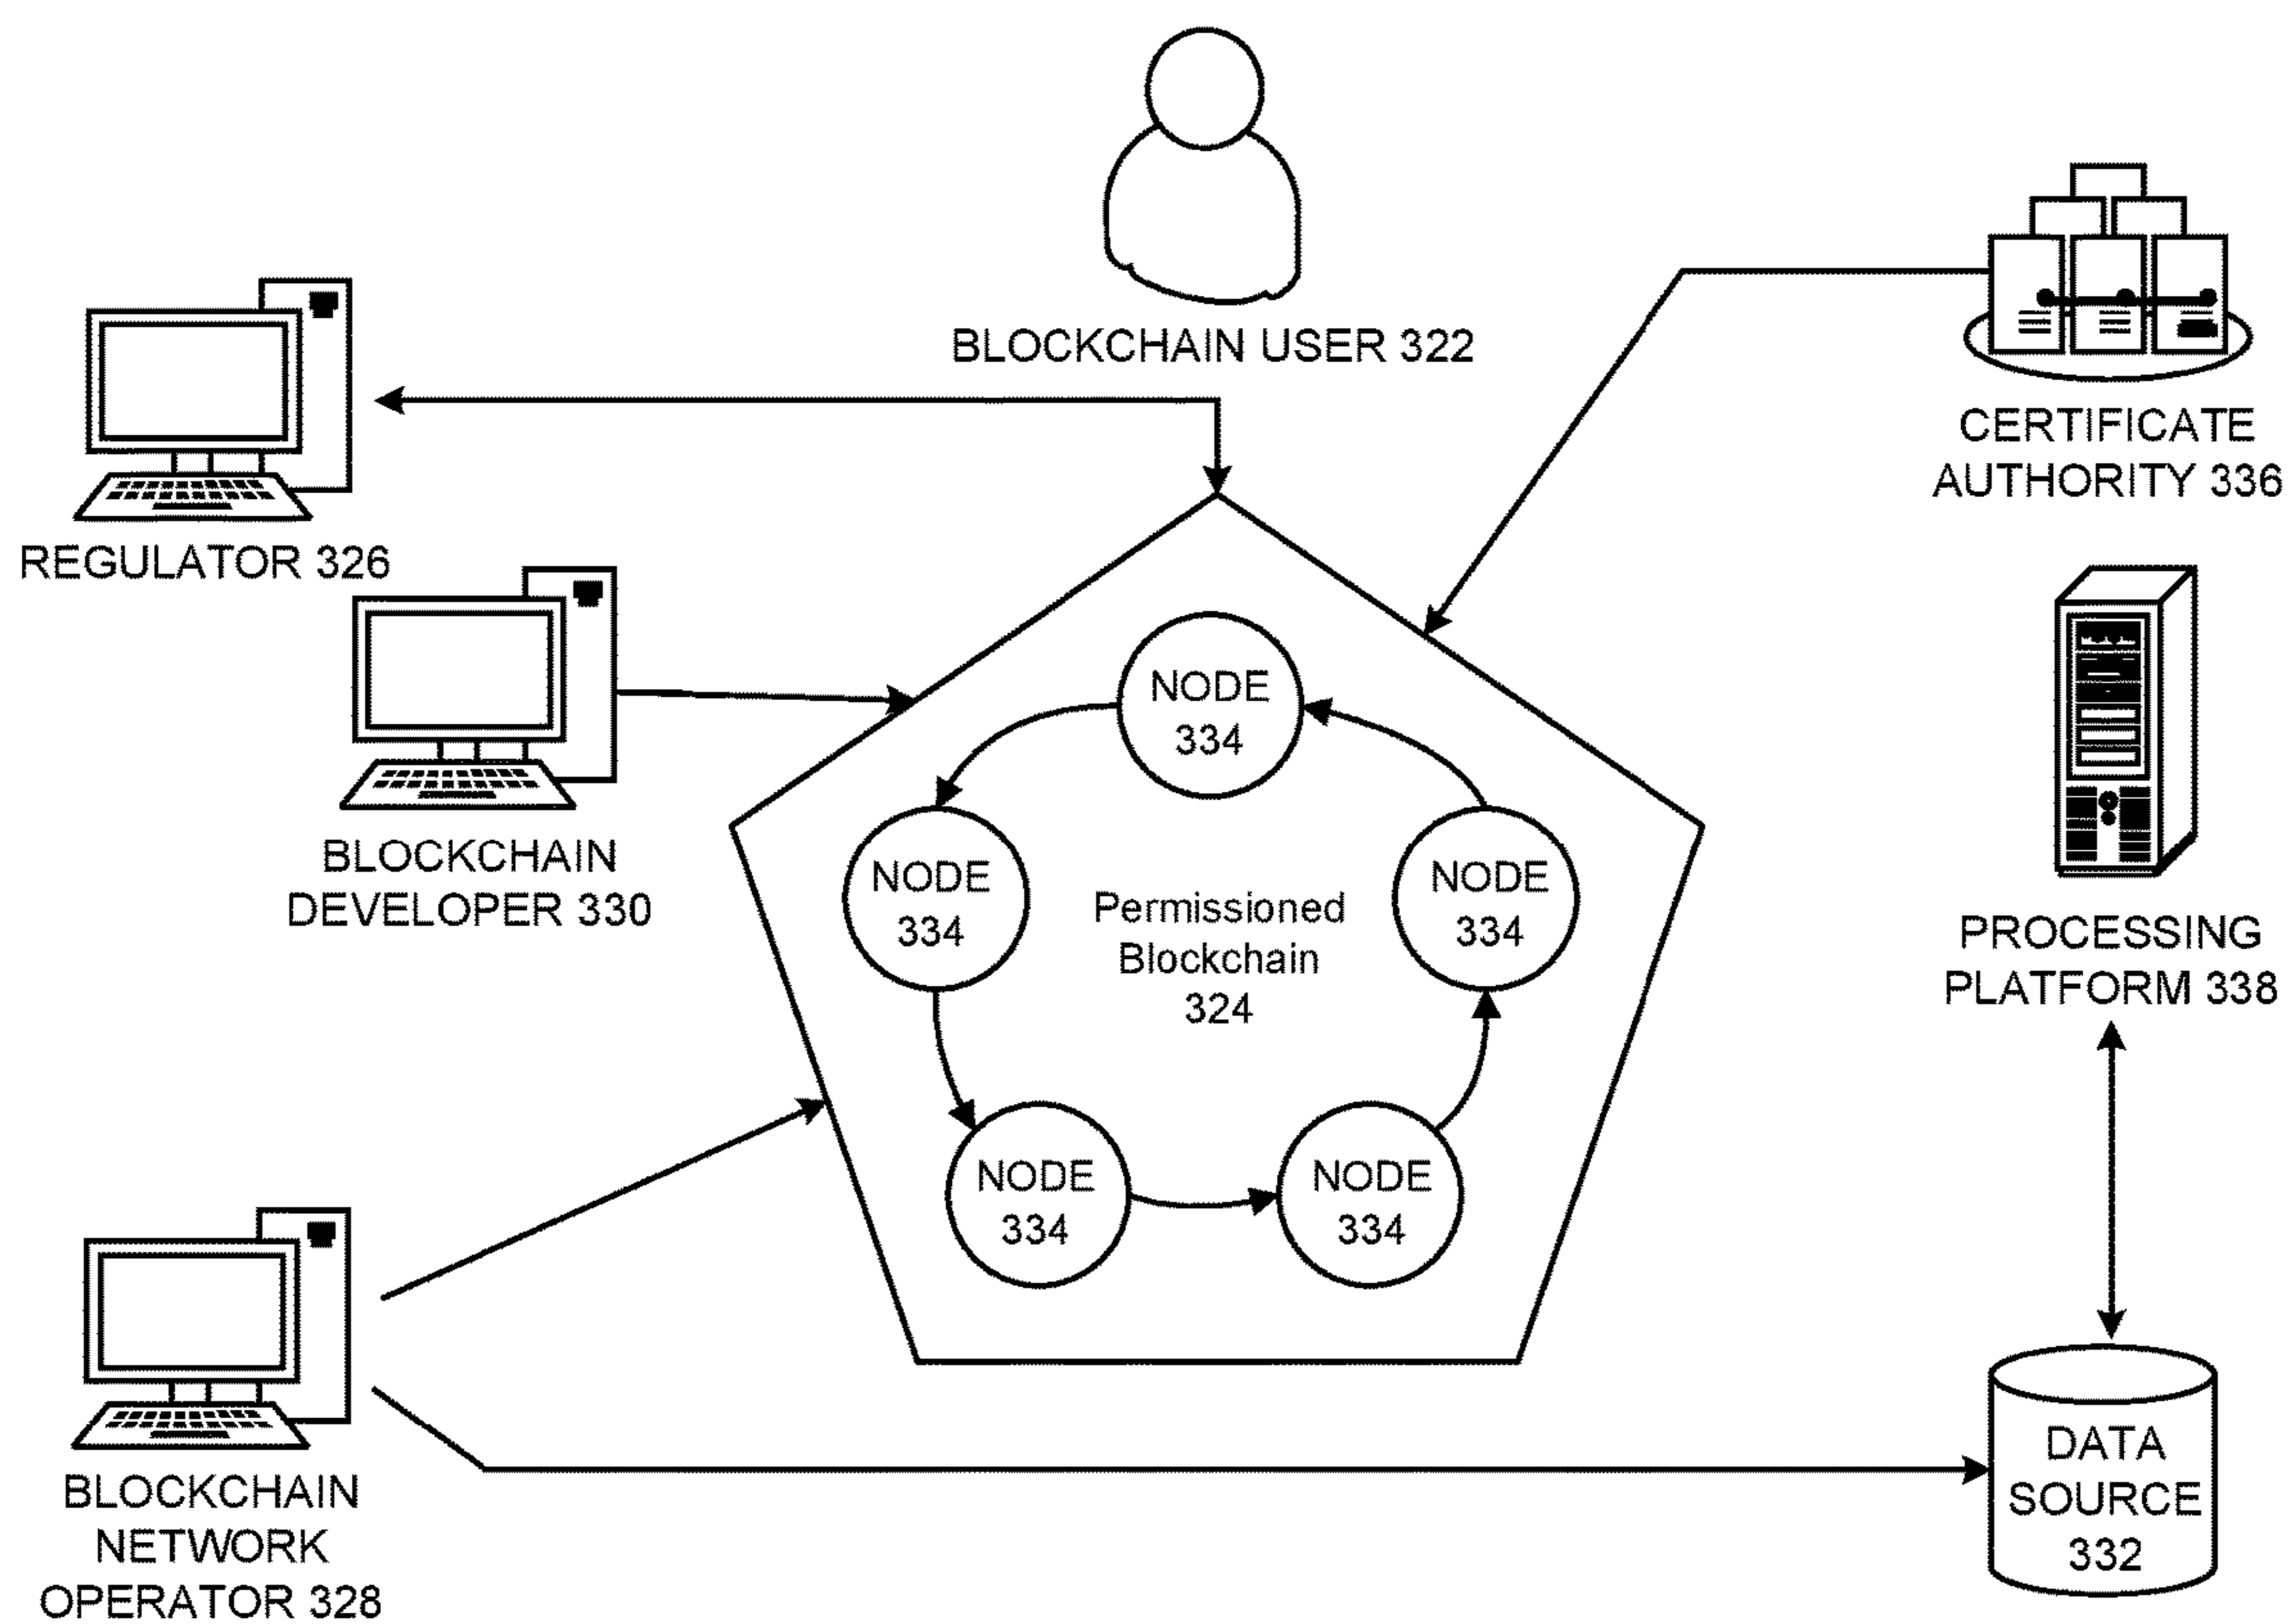 BLOCKCHAIN USER 322
CERTIFICATE
AUTHORITY 336
REGULATOR 326
NODE
334
BLOCKCHAIN
DEVELOPER 330
NODE
334
Permissioned
Blockchain
324
NODE
334
PROCESSING
PLATFORM 338
NODE
334
NODE
334
BLOCKCHAIN
NETWORK
OPERATOR 328
DATA
SOURCE
332